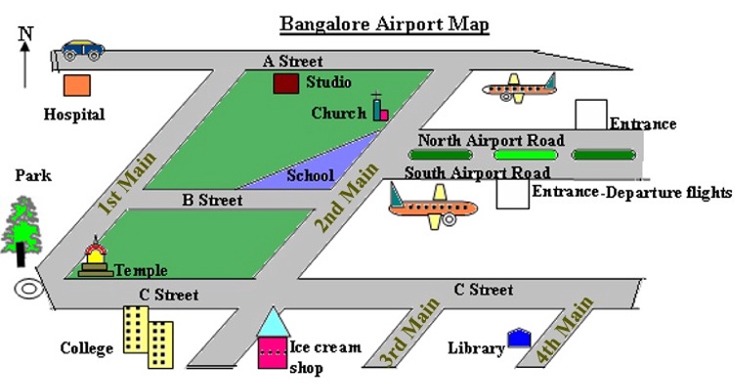 Bangalore Airport Map
N
A Street
Studio
Hospital
Church
Entrance
North Airport Road
Park
School
South Airport Road
1st Main
2nd Main
Entrance-Departure flights
B Street
Temple
C Street
C Street
College
Ice cream
shop
3rd Main
Library
4th Main